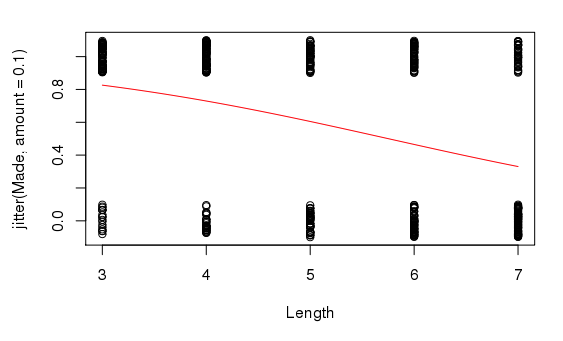 jitter(Made, amount = 0.1)
0.8
0.4
0.0
3 4 5 6 7
Length